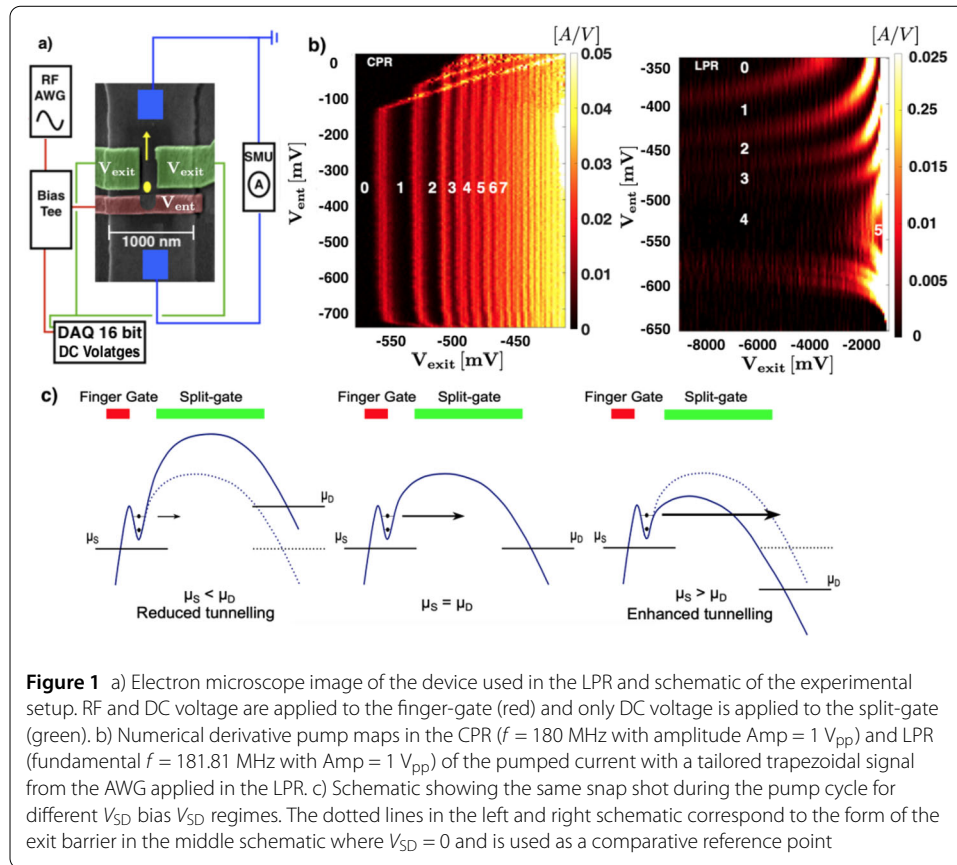 a)
RF
AWG
Bias
Tee
DAQ 16 bit
DC Volatges
V_exit
V_exit
V_ent
1000 nm
SMU
A
b)
[A/V]
CPR
0 1 2 3 4 5 6 7
0
-100
-200
-300
-400
-500
-600
-700
V_ent [mV]
-550 -500 -450
V_exit [mV]
0.05
0.04
0.03
0.02
0.01
0
[A/V]
LPR
0
1
2
3
4
5
-350
-400
-450
-500
-550
-600
-650
V_ent [mV]
-8000 -6000 -4000 -2000
V_exit [mV]
0.025
0.25
0.01
0.005
0
c)
Finger Gate Split-gate
μS
μD
μS < μD
Reduced tunnelling
Finger Gate Split-gate
μS
μD
μS = μD
Finger Gate Split-gate
μS
μD
μS > μD
Enhanced tunnelling
Figure 1 a) Electron microscope image of the device used in the LPR and schematic of the experimental
setup. RF and DC voltage are applied to the finger-gate (red) and only DC voltage is applied to the split-gate
(green). b) Numerical derivative pump maps in the CPR (f = 180 MHz with amplitude Amp = 1 Vpp) and LPR
(fundamental f = 181.81 MHz with Amp = 1 Vpp) of the pumped current with a tailored trapezoidal signal
from the AWG applied in the LPR. c) Schematic showing the same snap shot during the pump cycle for
different VSD bias VSD regimes. The dotted lines in the left and right schematic correspond to the form of the
exit barrier in the middle schematic where VSD = 0 and is used as a comparative reference point